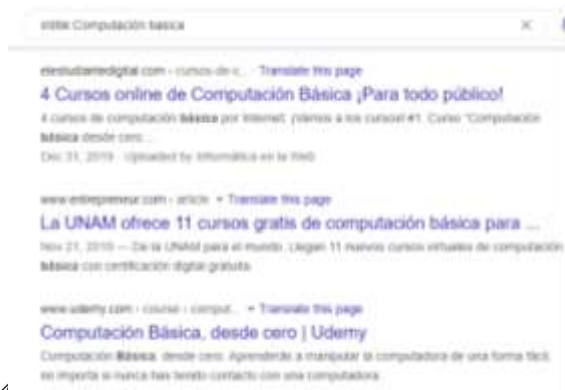 intitle Computación básica
elestudiantedigital.com › cursos-de-c... Translate this page
4 Cursos online de Computación Básica ¡Para todo público!
4 cursos de computación básica por Internet. ¡Vamos a los cursos! #1. Curso "Computación
básica desde cero ...
Dec 31, 2019 · Uploaded by Informática en la Web
www.entrepreneur.com › article • Translate this page
La UNAM ofrece 11 cursos gratis de computación básica para ...
Nov 21, 2019 — De la UNAM para el mundo. Llegan 11 nuevos cursos virtuales de computación
básica con certificación digital gratuita.
www.udemy.com › course › comput... • Translate this page
Computación Básica, desde cero | Udemy
Computación Básica, desde cero. Aprenderás a manipular la computadora de una forma fácil,
no importa si nunca has tenido contacto con una computadora.